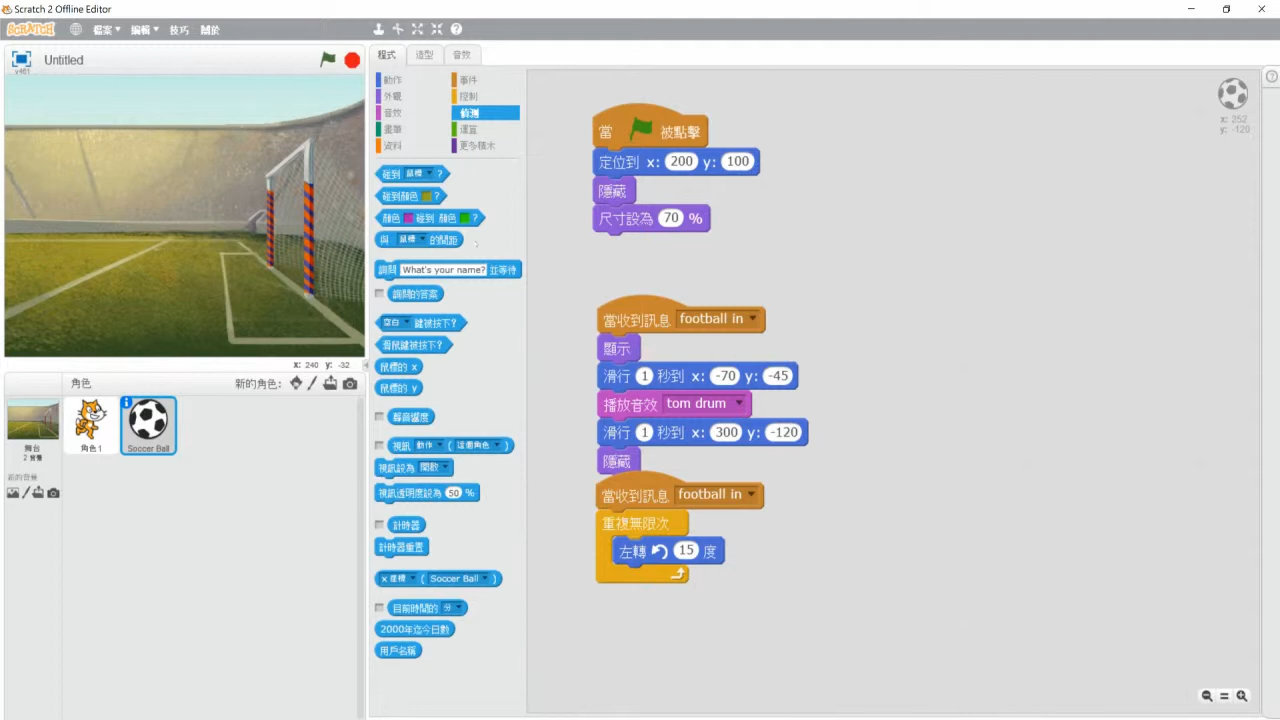 Scratch 2 Offline Editor
SCRATCH 檔案 編輯 技巧 關於
v461
Untitled
x: 240 y: -32
角色 新的角色:
舞台
2 背景
角色1
Soccer Ball
新的背景
程式 造型 音效
動作 事件
外觀 控制
音效 偵測
畫筆 運算
資料 更多積木
碰到 鼠標 ?
碰到顏色 ?
顏色 碰到 顏色 ?
與 鼠標 的間距
詢問 What's your name? 並等待
詢問的答案
空白 鍵被按下?
滑鼠鍵被按下?
鼠標的 x
鼠標的 y
聲音響度
視訊 動作 ( 這個角色 )
視訊設為 開啟
視訊透明度設為 50 %
計時器
計時器重置
x 座標 ( Soccer Ball )
目前時間的 分
2000年迄今日數
用戶名稱
當 被點擊
定位到 x: 200 y: 100
隱藏
尺寸設為 70 %
當收到訊息 football in
顯示
滑行 1 秒到 x: -70 y: -45
播放音效 tom drum
滑行 1 秒到 x: 300 y: -120
隱藏
當收到訊息 football in
重複無限次
左轉 15 度
x: 252
y: -120